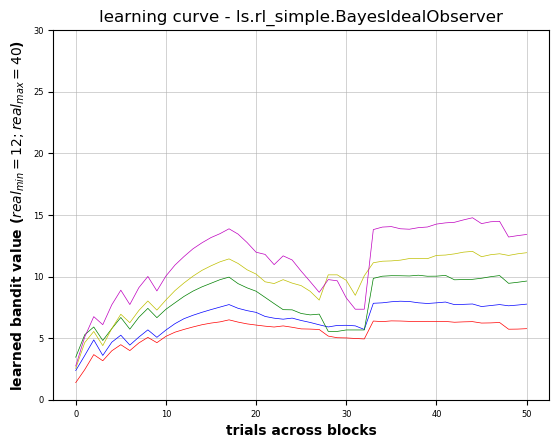 learning curve - ls.rl_simple.BayesIdealObserver
learned bandit value (real_min = 12; real_max = 40)
30
25
20
15
10
5
0
0 10 20 30 40 50
trials across blocks